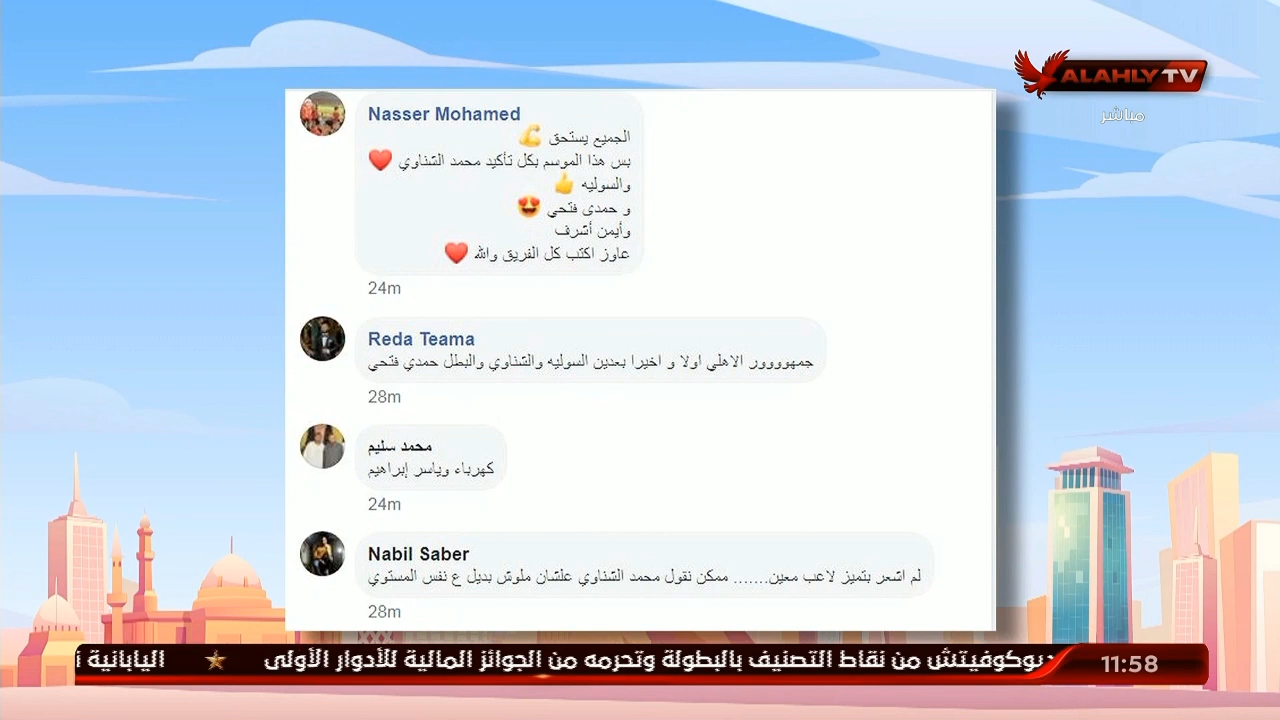 ALAHLY TV
مباشر
Nasser Mohamed
الجميع يستحق 💪
بس هذا الموسم بكل تأكيد محمد الشناوي ❤️
والسوليه 👍
و حمدى فتحي 😍
وأيمن أشرف
عاوز اكتب كل الفريق والله ❤️
24m
Reda Teama
جمهوووور الاهلي اولا و اخيرا بعدين السوليه والشناوي والبطل حمدي فتحي
28m
محمد سليم
كهرباء وياسر إبراهيم
24m
Nabil Saber
لم اشعر بتميز لاعب معين....... ممكن نقول محمد الشناوي علشان ملوش بديل ع نفس المستوي
28m
ديوكوفيتش من نقاط التصنيف بالبطولة وتحرمه من الجوائز المالية للأدوار الأولى ★ اليابانية
11:58